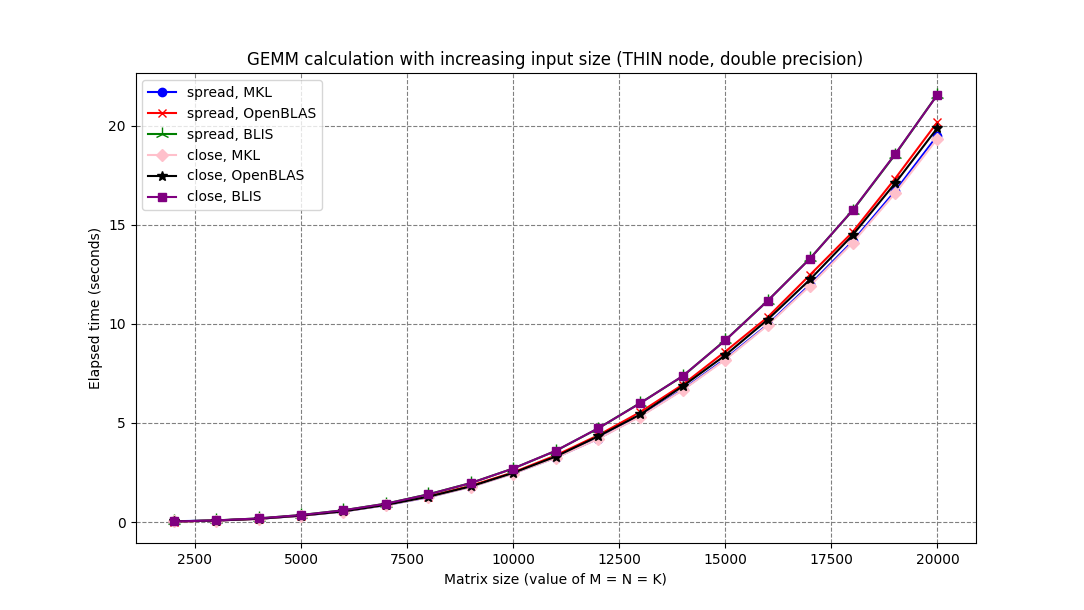 GEMM calculation with increasing input size (THIN node, double precision)
spread, MKL
spread, OpenBLAS
spread, BLIS
close, MKL
close, OpenBLAS
close, BLIS
Elapsed time (seconds)
20
15
10
5
0
2500 5000 7500 10000 12500 15000 17500 20000
Matrix size (value of M = N = K)